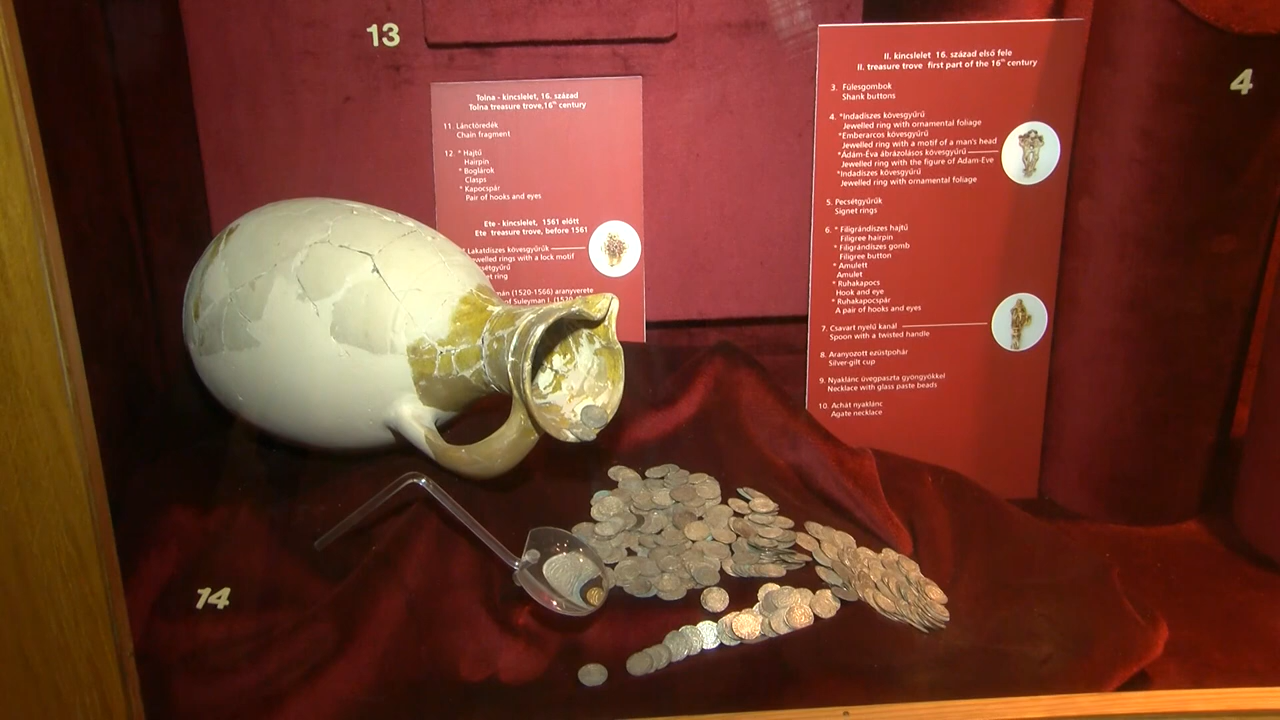 13
Tolna - kincslelet, 16. század
Tolna treasure trove,16th century
11. Lánctöredék
Chain fragment
12. * Hajtű
Hairpin
* Boglárok
Clasps
* Kapocspár
Pair of hooks and eyes
Ete - kincslelet, 1561 előtt
Ete treasure trove, before 1561
Lakatdíszes kövesgyűrűk
rings with a lock motif
ring
(1520-1566) aranyverete
of Suleyman I. (1520-
II. kincslelet 16. század első fele
II. treasure trove first part of the 16th century
3. Fülesgombok
Shank buttons
4. *Indadíszes kövesgyűrű
Jewelled ring with ornamental foliage
*Emberarcos kövesgyűrű
Jewelled ring with a motif of a man's head
*Ádám-Éva ábrázolásos kövesgyűrű
Jewelled ring with the figure of Adam-Eve
*Indadíszes kövesgyűrű
Jewelled ring with ornamental foliage
5. Pecsétgyűrűk
Signet rings
6. * Filigrándíszes hajtű
Filigree hairpin
* Filigrándíszes gomb
Filigree button
* Amulett
Amulet
* Ruhakapocs
Hook and eye
* Ruhakapocspár
A pair of hooks and eyes
7. Csavart nyelű kanál
Spoon with a twisted handle
8. Aranyozott ezüstpohár
Silver-gilt cup
9. Nyaklánc üvegpaszta gyöngyökkel
Necklace with glass paste beads
10. Achát nyaklánc
Agate necklace
4
14